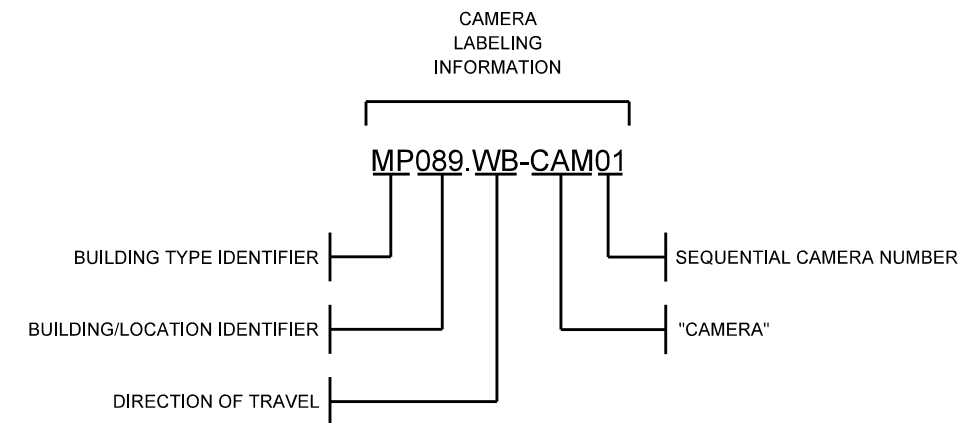 CAMERA
LABELING
INFORMATION
MP089.WB-CAM01
BUILDING TYPE IDENTIFIER
SEQUENTIAL CAMERA NUMBER
BUILDING/LOCATION IDENTIFIER
"CAMERA"
DIRECTION OF TRAVEL